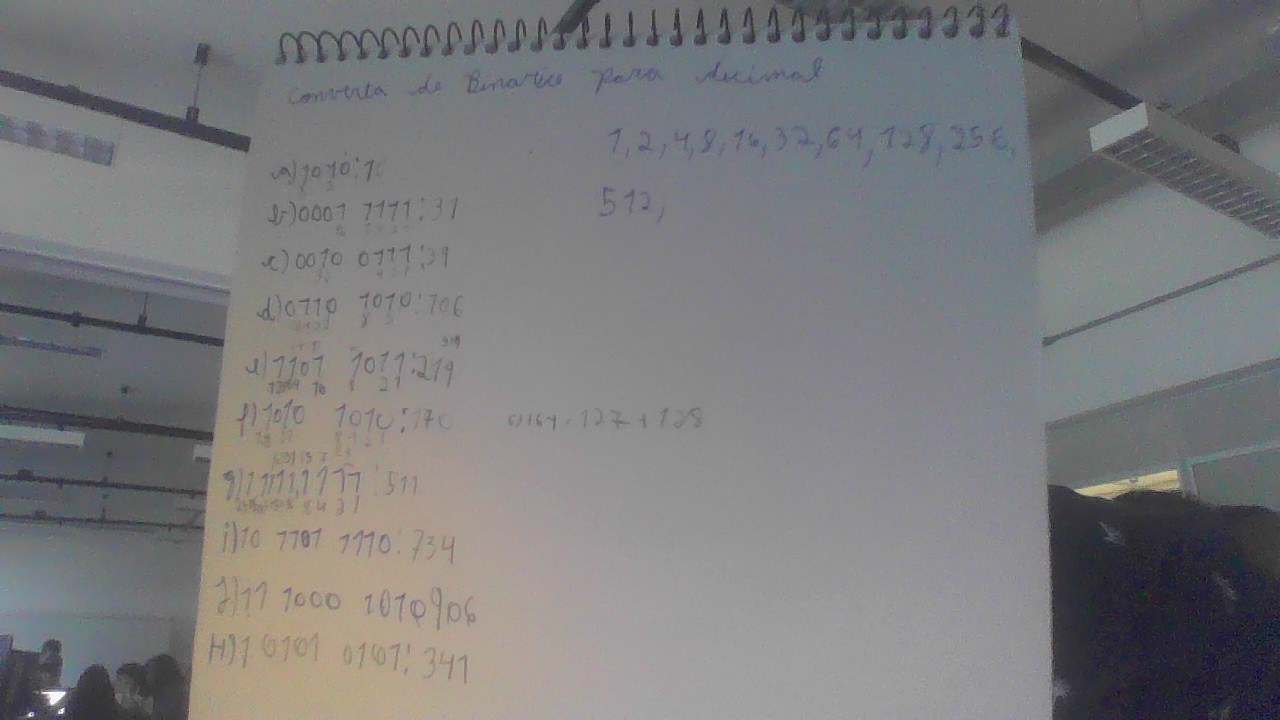 Converta de Binareo para decimal
1, 2, 4, 8, 16, 32, 64, 128, 256,
512,
a) 1010: 10
b) 0001 1111: 31
c) 0010 0111: 39
d) 0110 1010: 106
e) 1101 1011: 219
f) 1010 1010: 170
127 + 128
g) 1 1111 1111: 511
i) 10 1101 1110: 734
J) 11 1000 1010 906
H) 1 0101 0101: 341